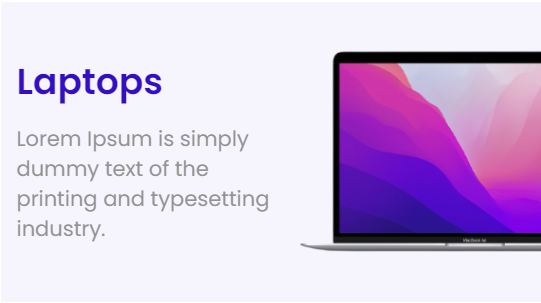 Laptops
Lorem Ipsum is simply
dummy text of the
printing and typesetting
industry.
MacBook Air